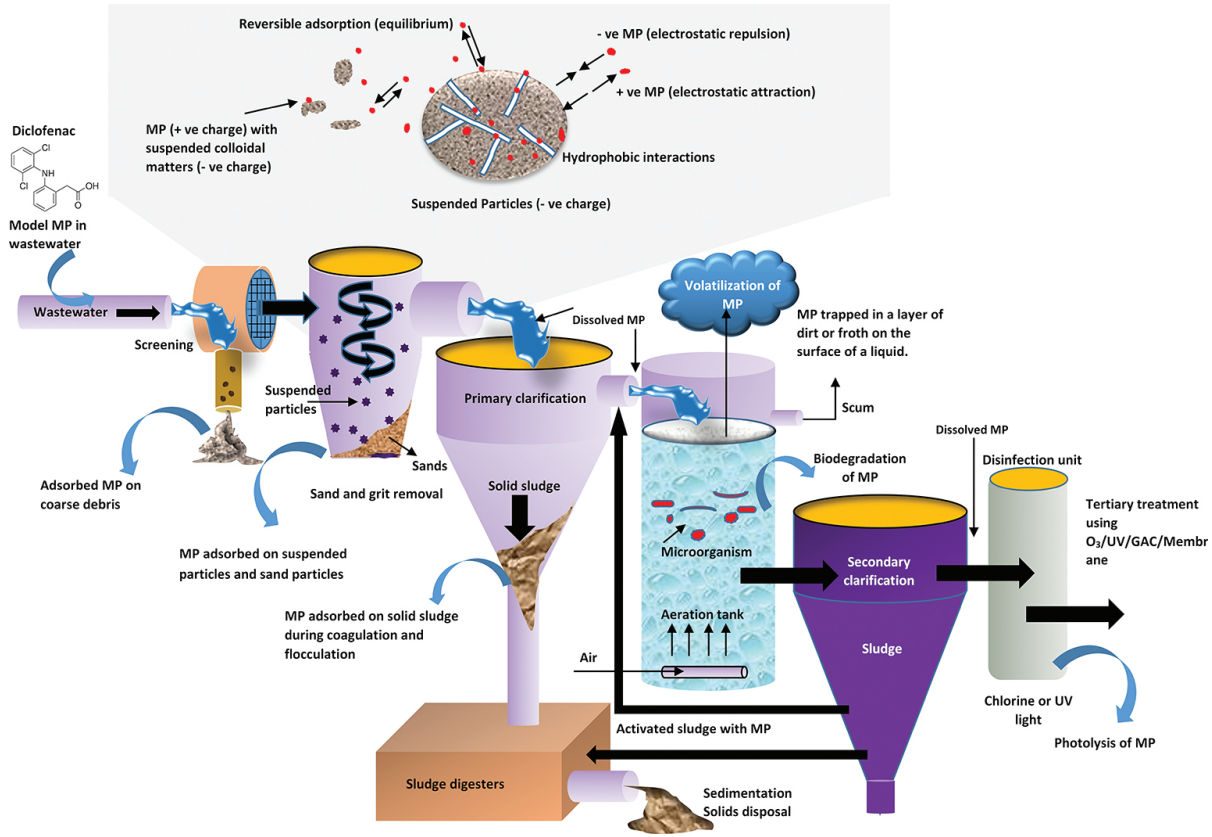 Reversible adsorption (equilibrium)
- ve MP (electrostatic repulsion)
+ ve MP (electrostatic attraction)
MP (+ ve charge) with
suspended colloidal
matters (- ve charge)
Hydrophobic interactions
Suspended Particles (- ve charge)
Diclofenac
Cl
NH
Cl
OH
O
Model MP in
wastewater
Wastewater
Screening
Suspended
particles
Sands
Sand and grit removal
Adsorbed MP on
coarse debris
MP adsorbed on suspended
particles and sand particles
Primary clarification
Solid sludge
MP adsorbed on solid sludge
during coagulation and
flocculation
Dissolved MP
Volatilization of
MP
MP trapped in a layer of
dirt or froth on the
surface of a liquid.
Scum
Biodegradation
of MP
Microorganism
Aeration tank
Air
Activated sludge with MP
Sludge digesters
Sedimentation
Solids disposal
Secondary
clarification
Sludge
Dissolved MP
Disinfection unit
Tertiary treatment
using
O₃/UV/GAC/Membr
ane
Chlorine or UV
light
Photolysis of MP